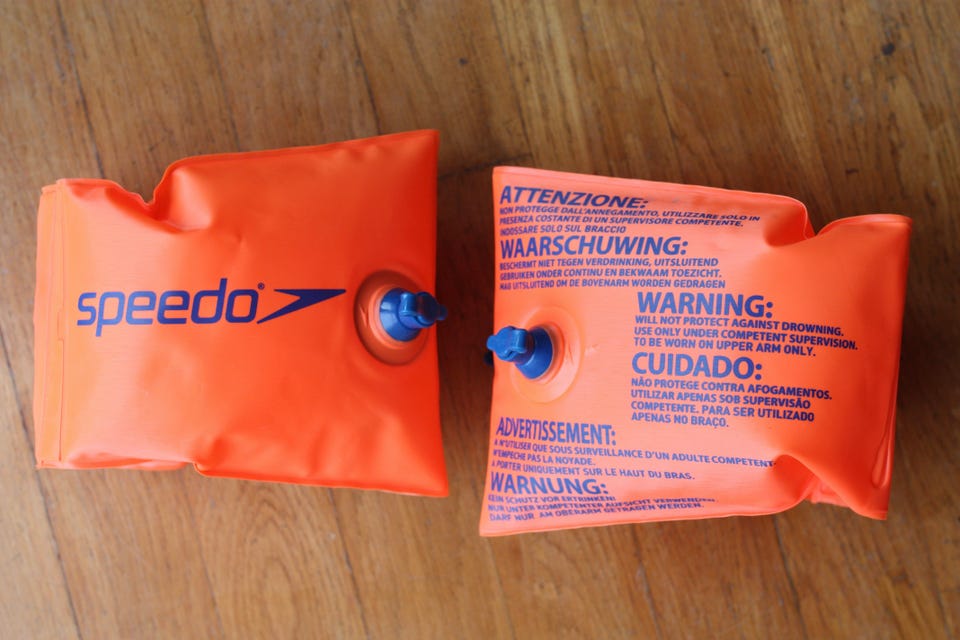 speedo®
ATTENZIONE:
NON PROTEGGE DALL'ANNEGAMENTO, UTILIZZARE SOLO IN
PRESENZA COSTANTE DI UN SUPERVISORE COMPETENTE.
INDOSSARE SOLO SUL BRACCIO
WAARSCHUWING:
BESCHERMT NIET TEGEN VERDRINKING, UITSLUITEND
GEBRUIKEN ONDER CONTINU EN BEKWAAM TOEZICHT.
MAG UITSLUITEND OM DE BOVENARM WORDEN GEDRAGEN
WARNING:
WILL NOT PROTECT AGAINST DROWNING.
USE ONLY UNDER COMPETENT SUPERVISION.
TO BE WORN ON UPPER ARM ONLY.
CUIDADO:
NÃO PROTEGE CONTRA AFOGAMENTOS.
UTILIZAR APENAS SOB SUPERVISÃO
COMPETENTE. PARA SER UTILIZADO
APENAS NO BRAÇO.
ADVERTISSEMENT:
A N'UTILISER QUE SOUS SURVEILLANCE D'UN ADULTE COMPETENT
N'EMPECHE PAS LA NOYADE.
A PORTER UNIQUEMENT SUR LE HAUT DU BRAS.
WARNUNG:
KEIN SCHUTZ VOR ERTRINKEN!
NUR UNTER KOMPETENTER AUFSICHT VERWENDEN.
DARF NUR AM OBERARM GETRAGEN WERDEN.